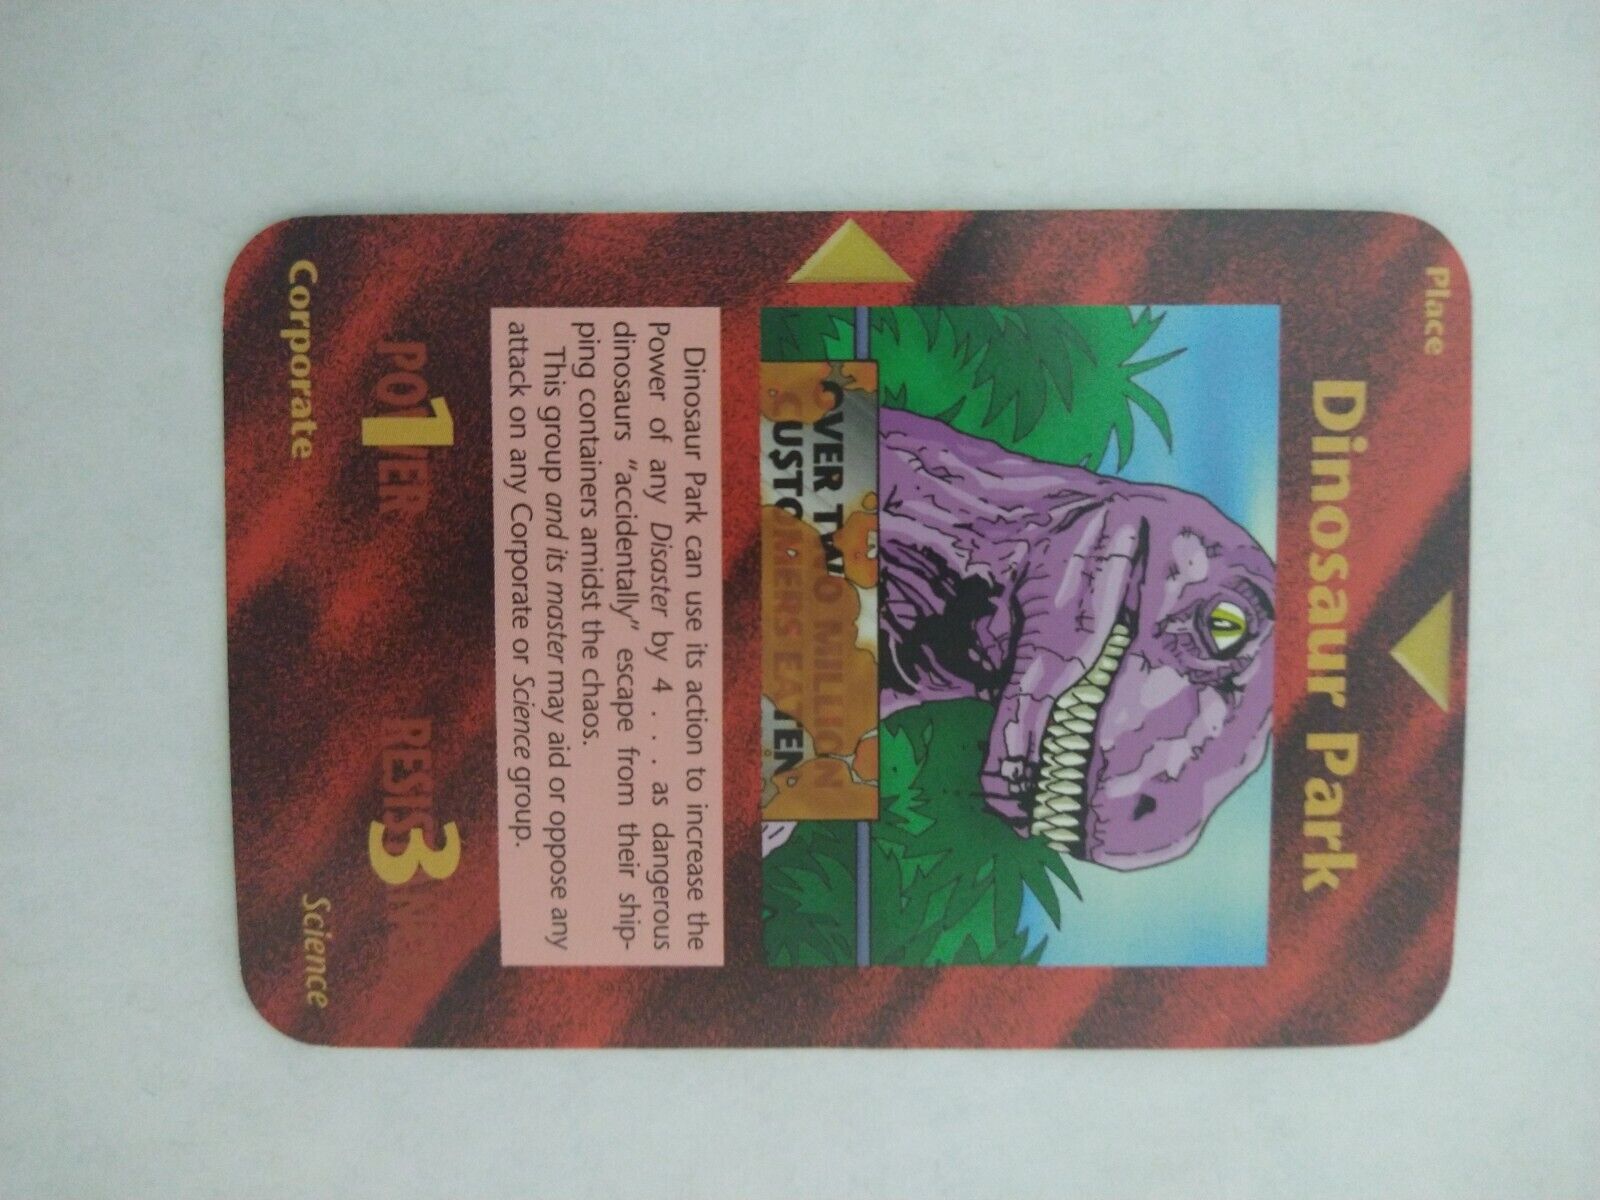 Place
Dinosaur Park
OVER TWO MILLION
CUSTOMERS EATEN
Dinosaur Park can use its action to increase the
Power of any Disaster by 4 . . . as dangerous
dinosaurs "accidentally" escape from their ship-
ping containers amidst the chaos.
This group and its master may aid or oppose any
attack on any Corporate or Science group.
POWER
1
RESISTANCE
3
Corporate
Science